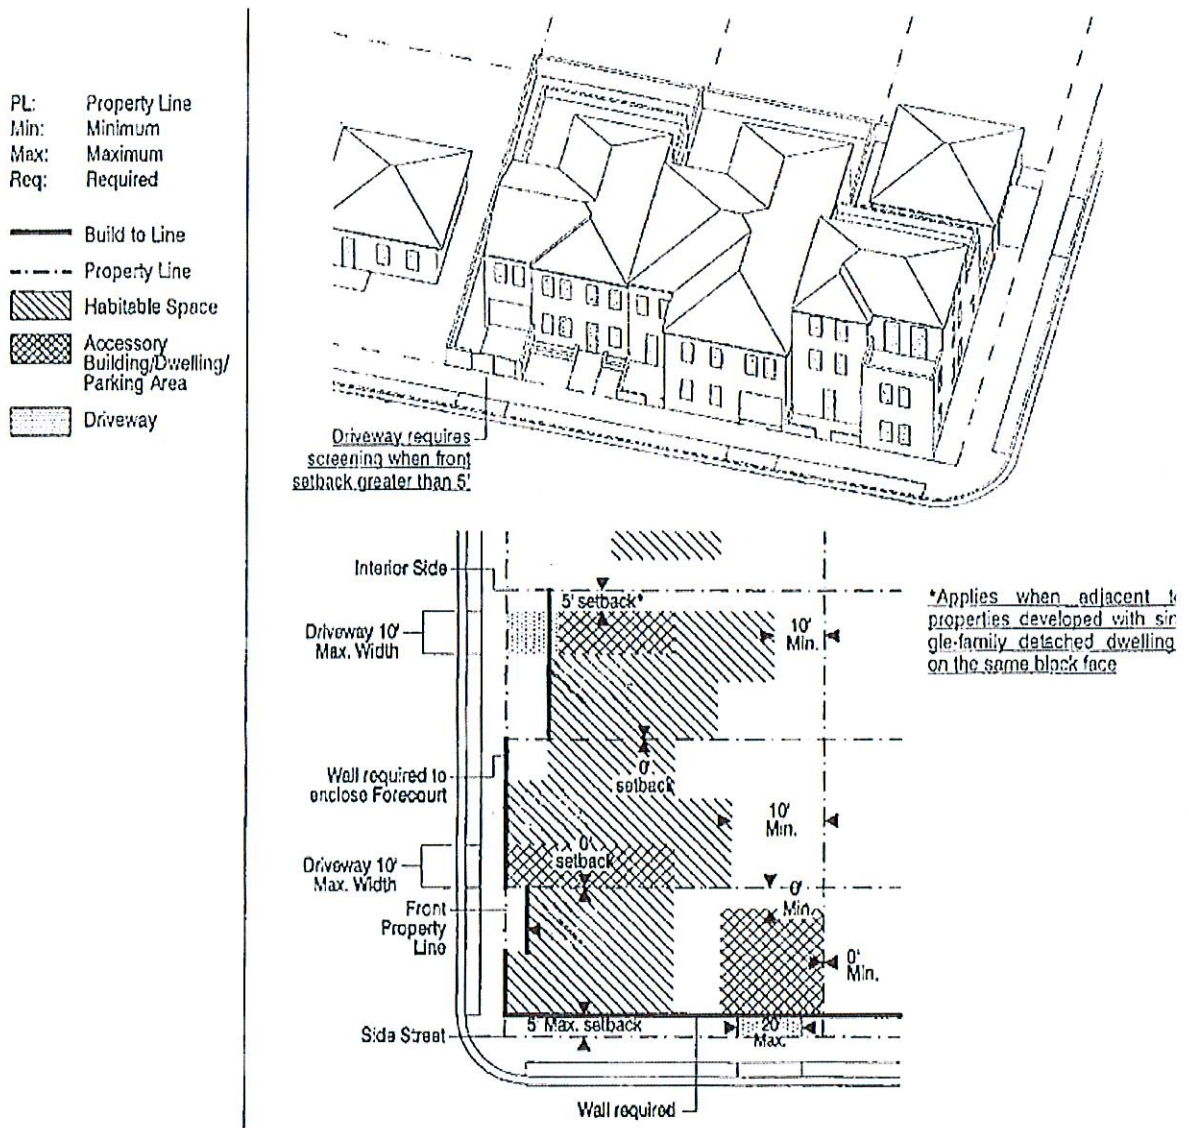 PL: Property Line
Min: Minimum
Max: Maximum
Req: Required
Build to Line
Property Line
Habitable Space
Accessory
Building/Dwelling/
Parking Area
Driveway
Driveway requires
screening when front
setback greater than 5'
Interior Side
5' setback*
Driveway 10'
Max. Width
10'
Min.
*Applies when adjacent t
properties developed with sin
gle-family detached dwelling
on the same block face
0'
setback
Wall required to
enclose Forecourt
10'
Min.
0'
setback
Driveway 10'
Max. Width
0'
Min.
Front
Property
Line
0'
Min.
5' Max. setback
20'
Max.
Side Street
Wall required